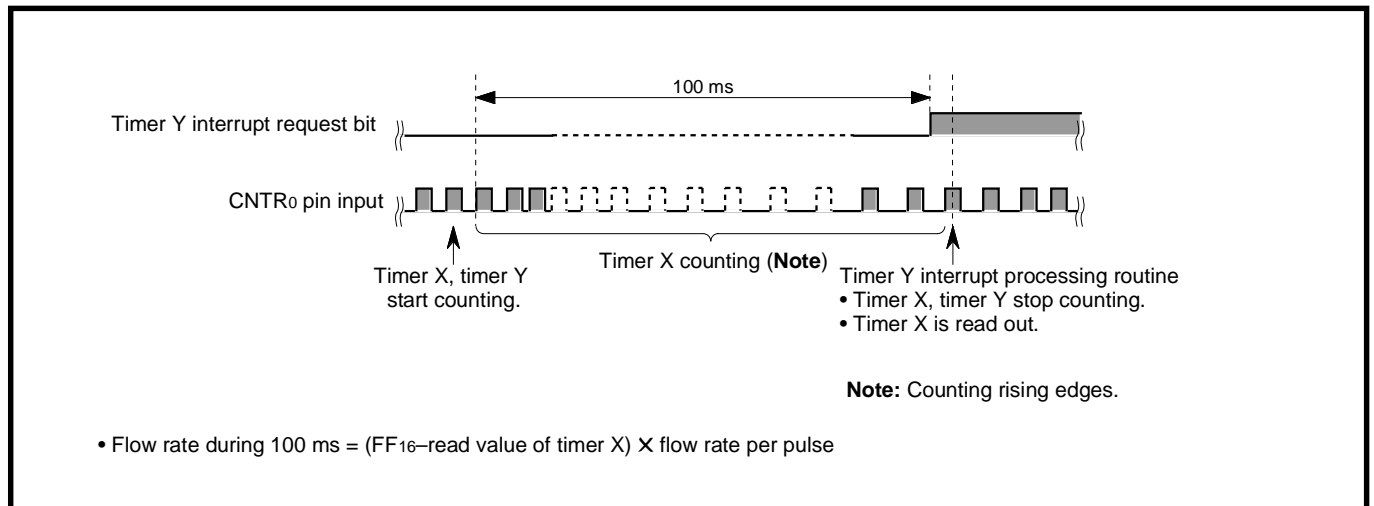 100 ms
Timer Y interrupt request bit
CNTR0 pin input
Timer X counting (Note)
Timer X, timer Y
start counting.
Timer Y interrupt processing routine
• Timer X, timer Y stop counting.
• Timer X is read out.
Note: Counting rising edges.
• Flow rate during 100 ms = (FF16–read value of timer X) ✕ flow rate per pulse